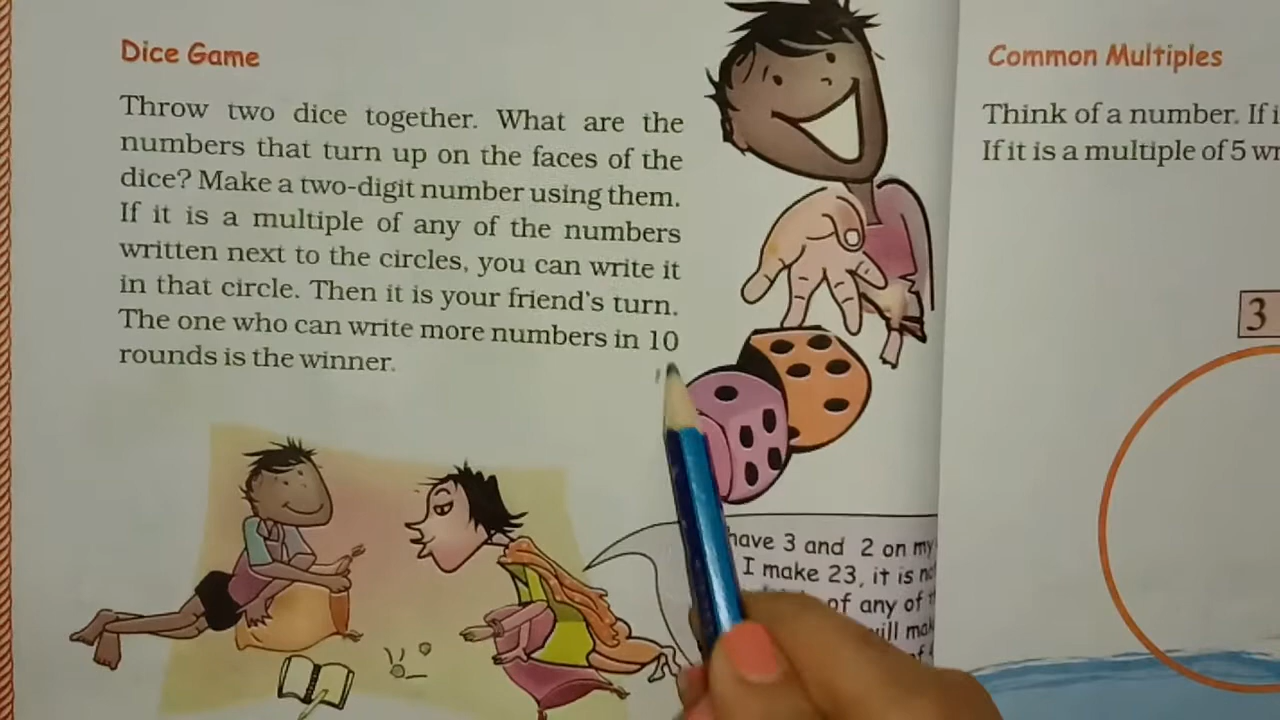 Dice Game
Throw two dice together. What are the
numbers that turn up on the faces of the
dice? Make a two-digit number using them.
If it is a multiple of any of the numbers
written next to the circles, you can write it
in that circle. Then it is your friend's turn.
The one who can write more numbers in 10
rounds is the winner.
have 3 and 2 on my
I make 23, it is
of any of
Common Multiples
Think of a number. If
If it is a multiple of 5
3